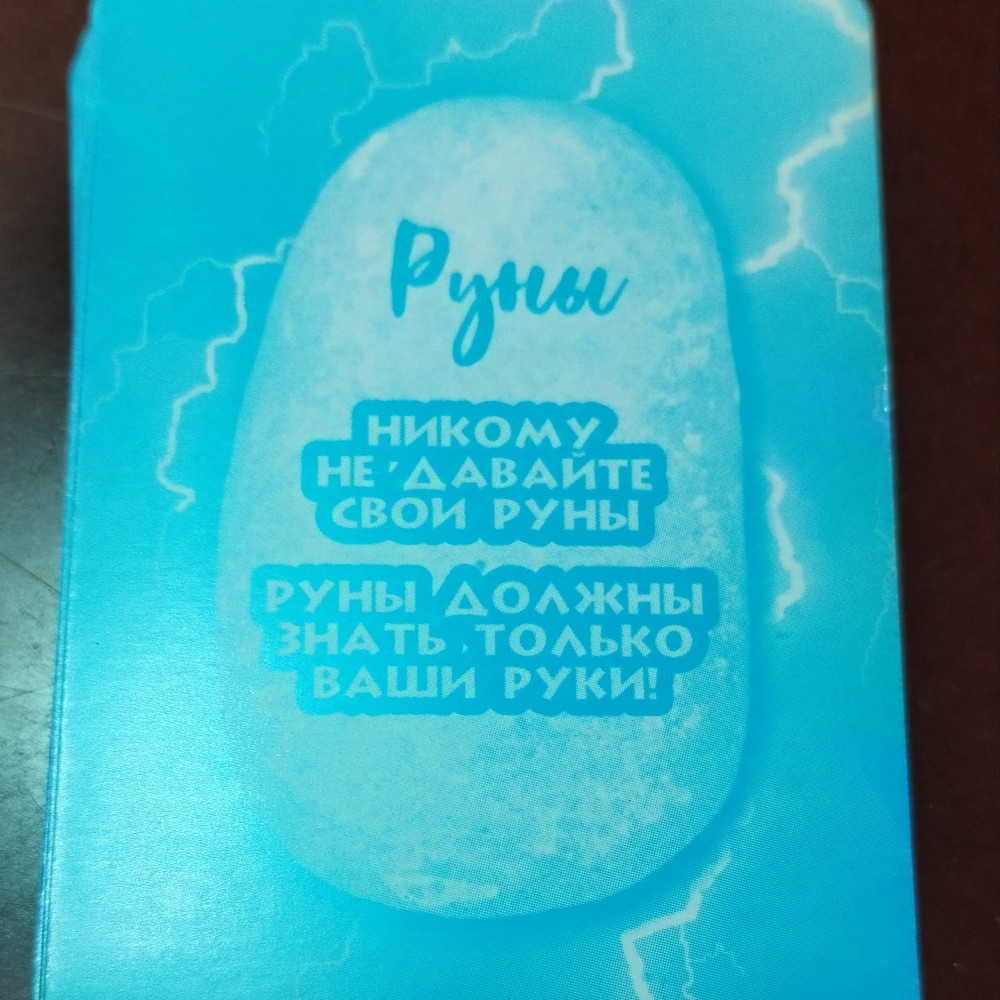 Руны
НИКОМУ
НЕ ДАВАЙТЕ
СВОИ РУНЫ
РУНЫ ДОЛЖНЫ
ЗНАТЬ ТОЛЬКО
ВАШИ РУКИ!